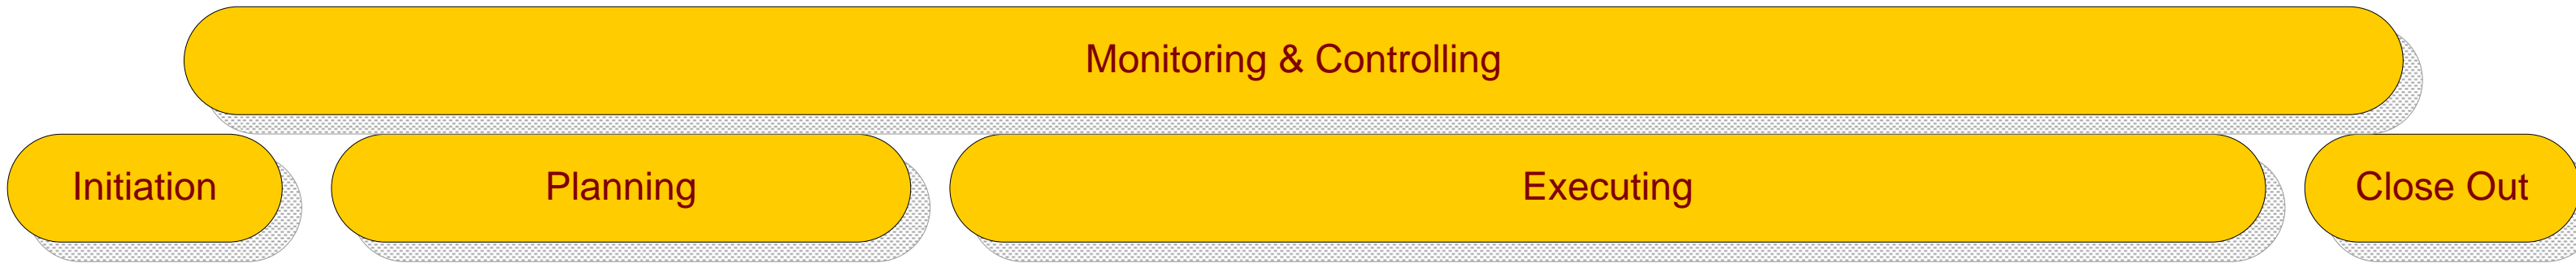 Monitoring & Controlling
Initiation
Planning
Executing
Close Out